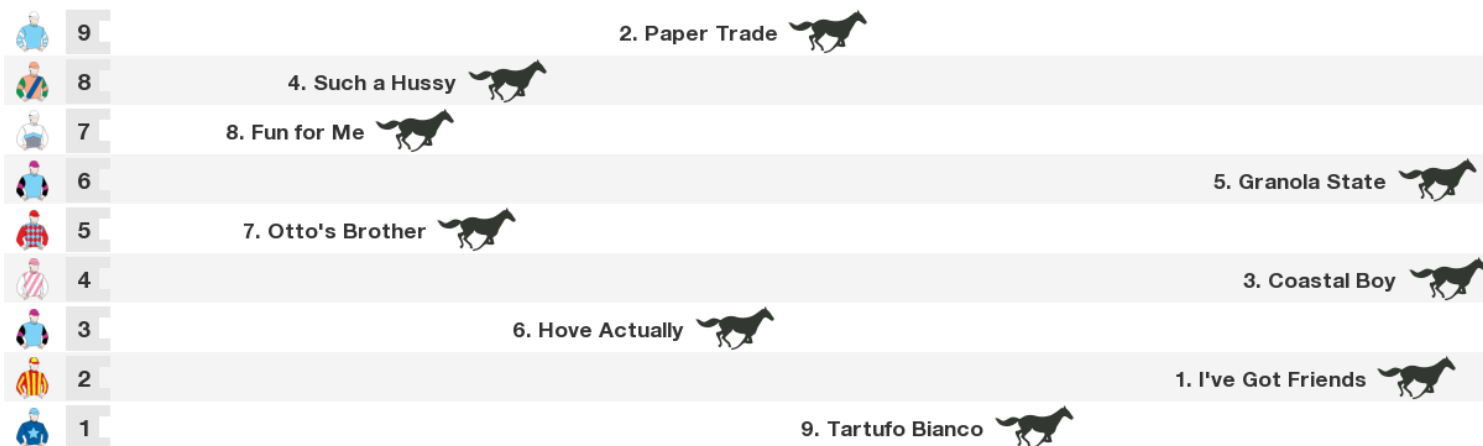 9 2. Paper Trade
8 4. Such a Hussy
7 8. Fun for Me
6 5. Granola State
5 7. Otto's Brother
4 3. Coastal Boy
3 6. Hove Actually
2 1. I've Got Friends
1 9. Tartufo Bianco